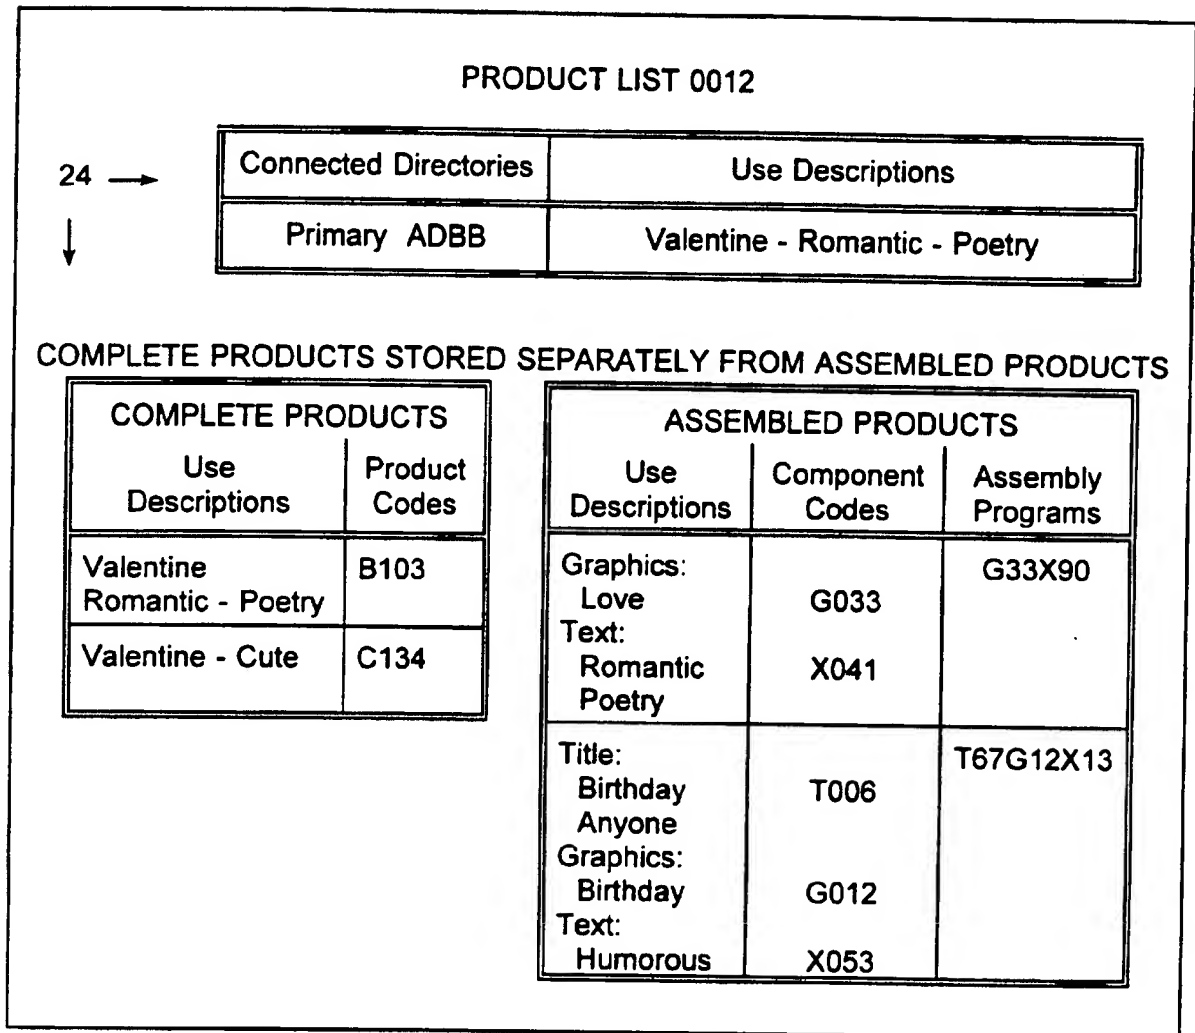 PRODUCT LIST 0012
24
Connected Directories Use Descriptions
Primary ADBB Valentine - Romantic - Poetry
COMPLETE PRODUCTS STORED SEPARATELY FROM ASSEMBLED PRODUCTS
COMPLETE PRODUCTS
Use Product
Descriptions Codes
Valentine B103
Romantic - Poetry
Valentine - Cute C134
ASSEMBLED PRODUCTS
Use Component Assembly
Descriptions Codes Programs
Graphics: G33X90
Love G033
Text:
Romantic X041
Poetry
Title: T67G12X13
Birthday T006
Anyone
Graphics:
Birthday G012
Text:
Humorous X053